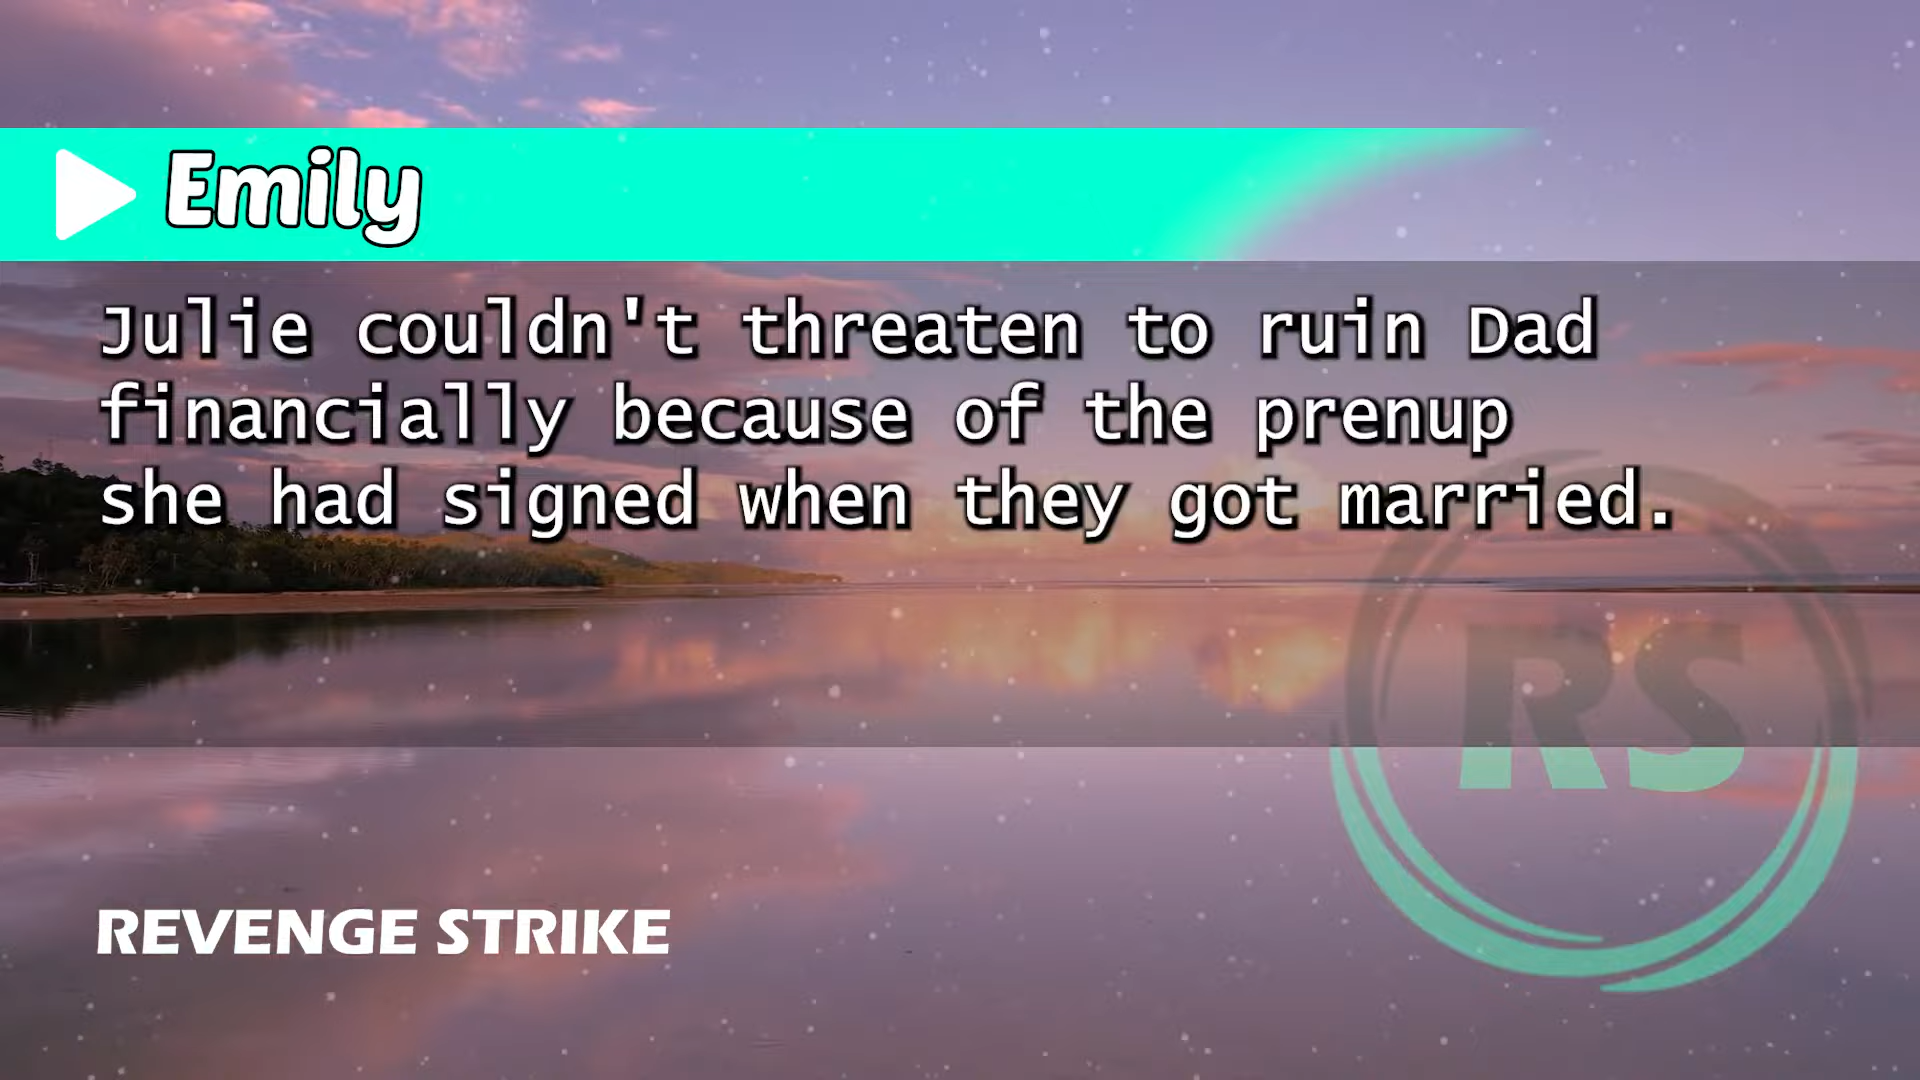 Emily
Julie couldn't threaten to ruin Dad
financially because of the prenup
she had signed when they got married.
RS
REVENGE STRIKE